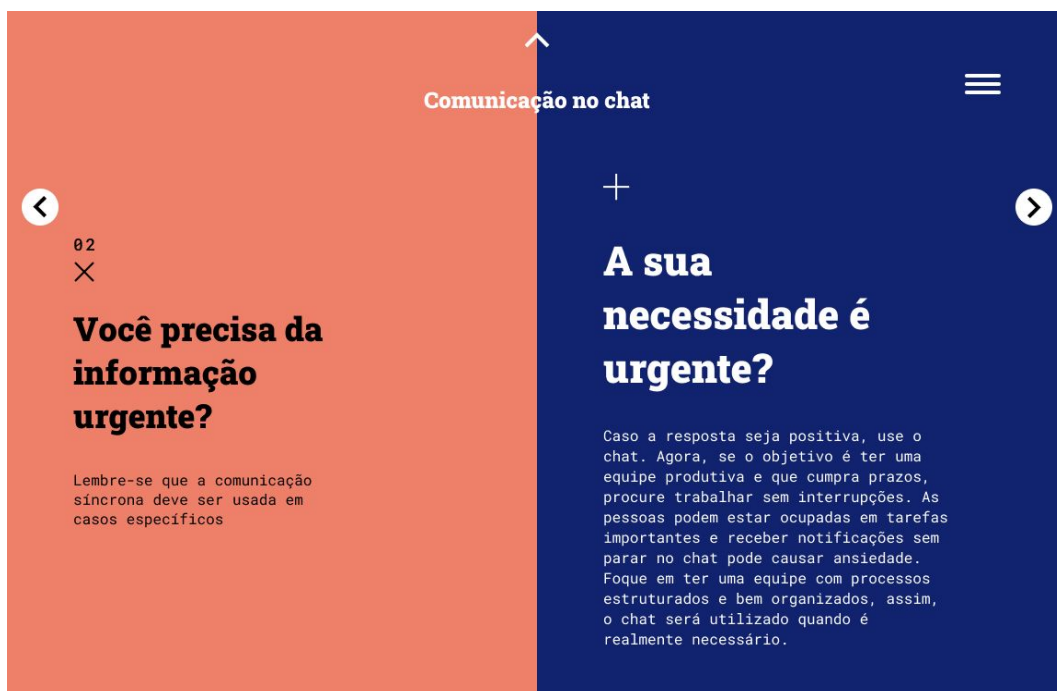 Comunicação no chat
02
Você precisa da
informação
urgente?
Lembre-se que a comunicação
síncrona deve ser usada em
casos específicos
A sua
necessidade é
urgente?
Caso a resposta seja positiva, use o
chat. Agora, se o objetivo é ter uma
equipe produtiva e que cumpra prazos,
procure trabalhar sem interrupções. As
pessoas podem estar ocupadas em tarefas
importantes e receber notificações sem
parar no chat pode causar ansiedade.
Foque em ter uma equipe com processos
estruturados e bem organizados, assim,
o chat será utilizado quando é
realmente necessário.